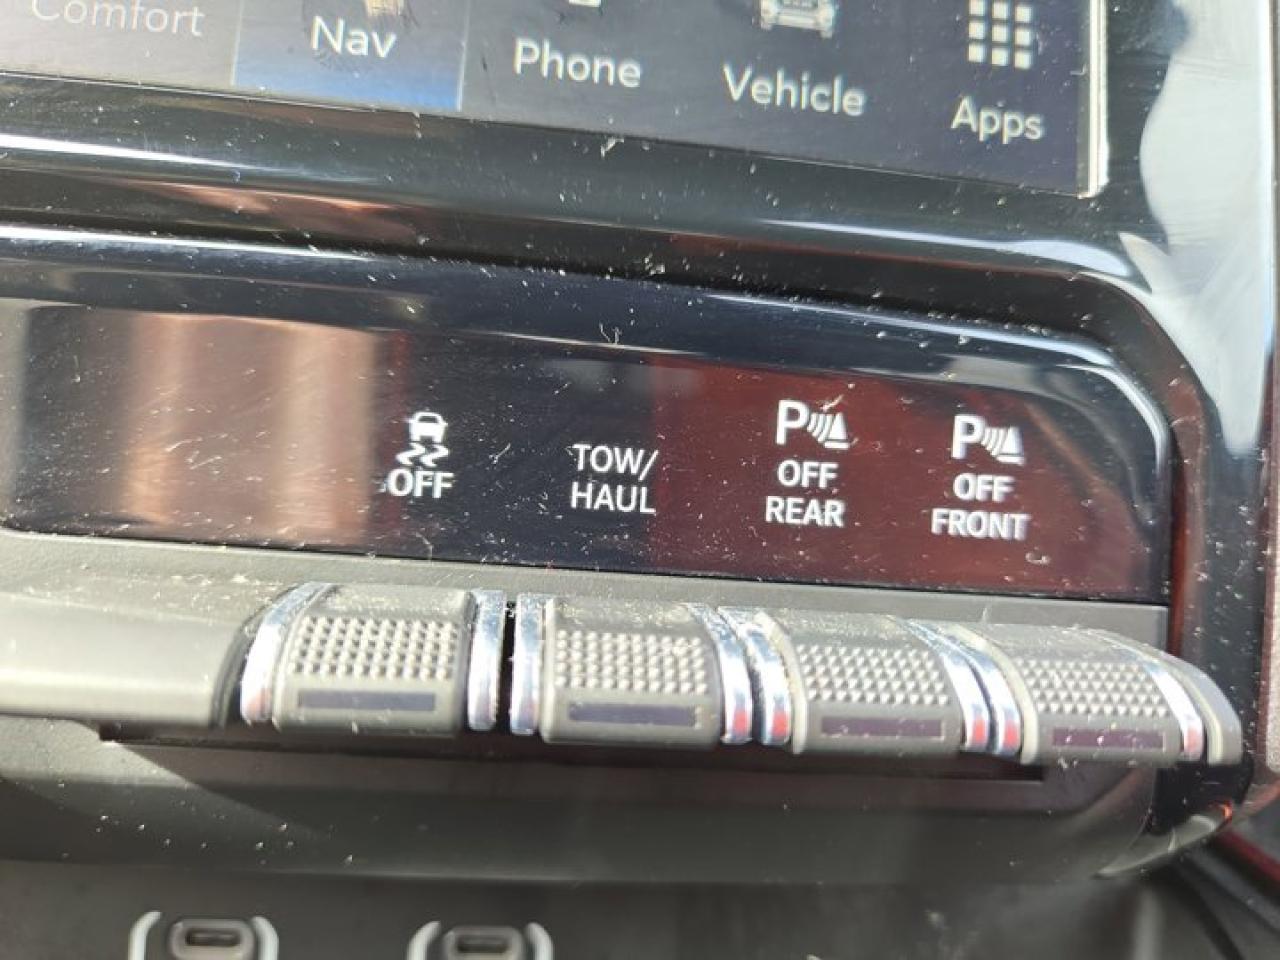 Comfort
Nav
Phone
Vehicle
Apps
OFF
TOW/
HAUL
P
OFF
REAR
P
OFF
FRONT